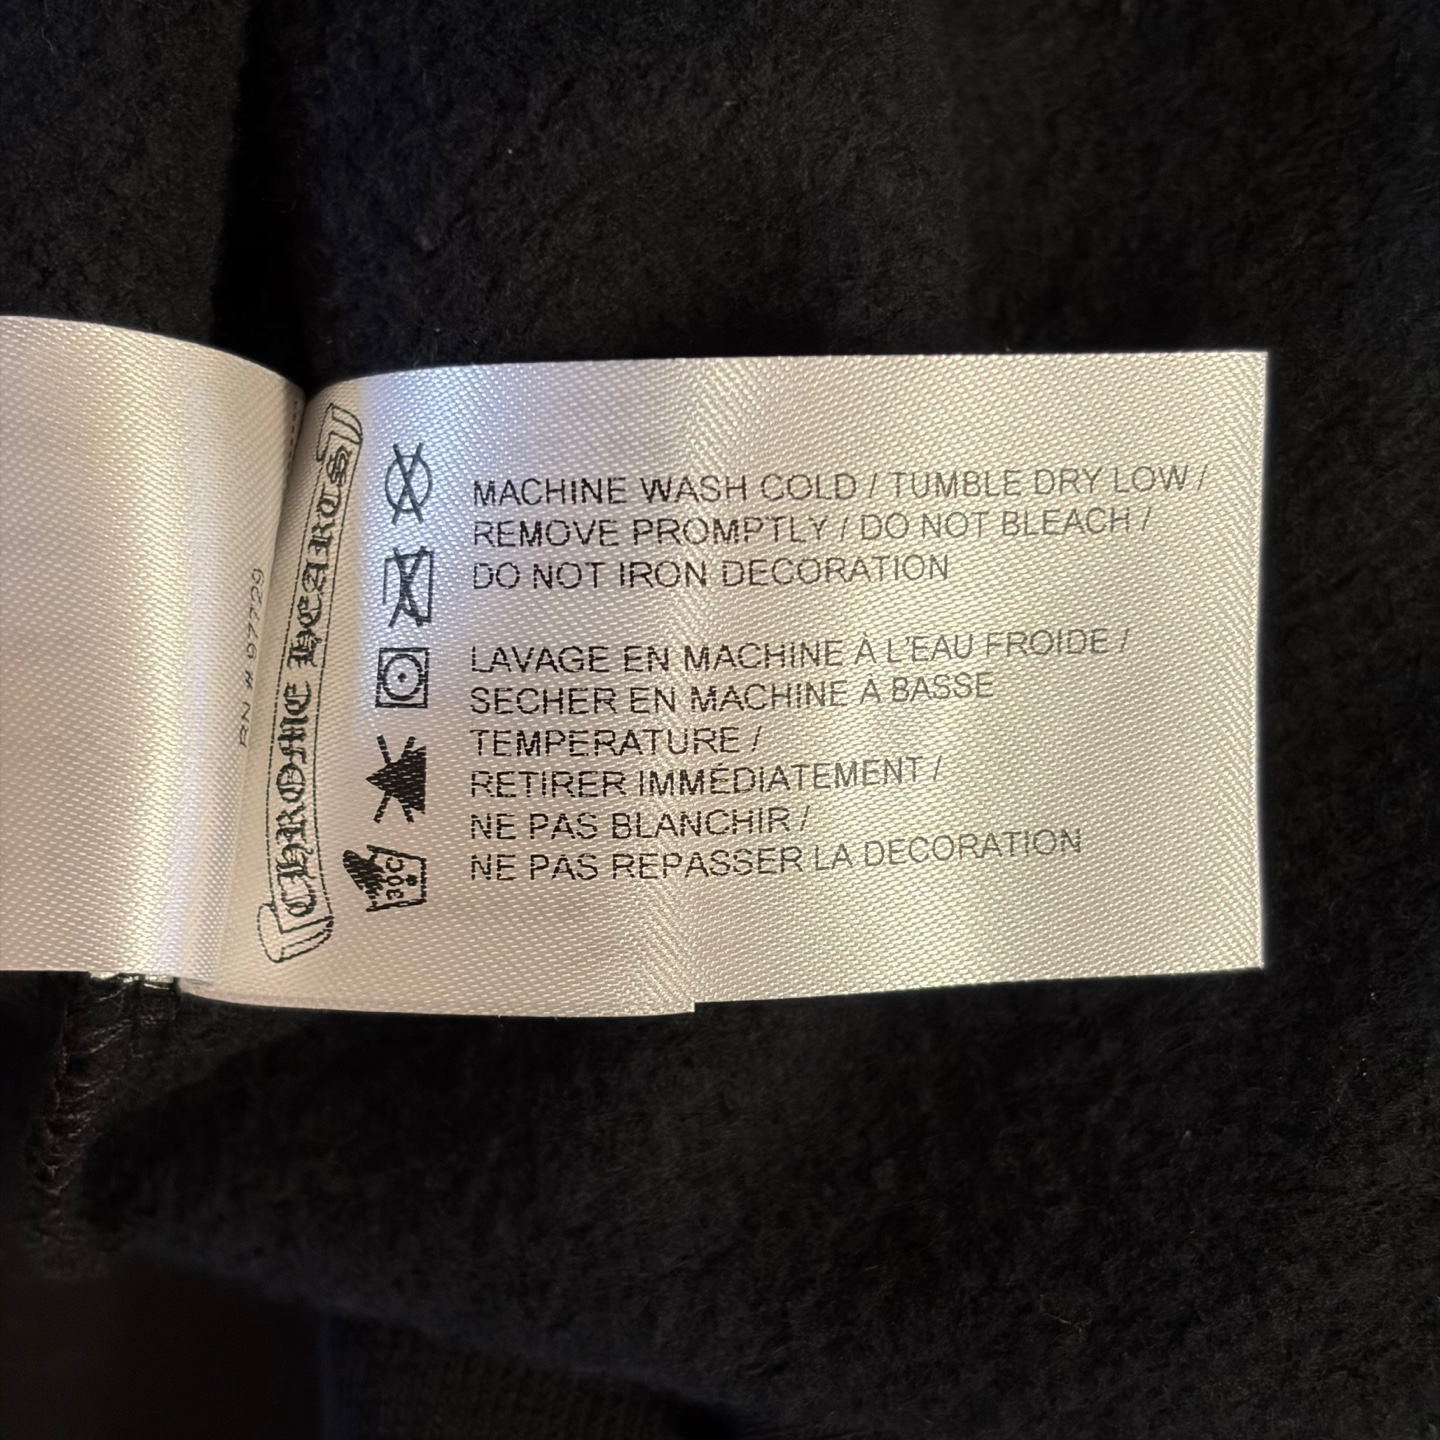 RN # 97729
CHROME HEARTS
MACHINE WASH COLD / TUMBLE DRY LOW /
REMOVE PROMPTLY / DO NOT BLEACH /
DO NOT IRON DECORATION
LAVAGE EN MACHINE À L'EAU FROIDE /
SECHER EN MACHINE A BASSE
TEMPERATURE /
RETIRER IMMÉDIATEMENT /
NE PAS BLANCHIR /
NE PAS REPASSER LA DECORATION
30C